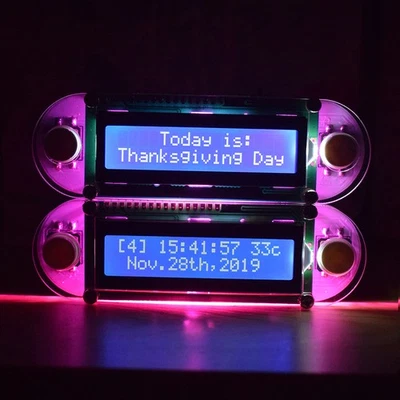 Today is:
Thanksgiving Day
[4] 15:41:57 33c
Nov.28th,2019